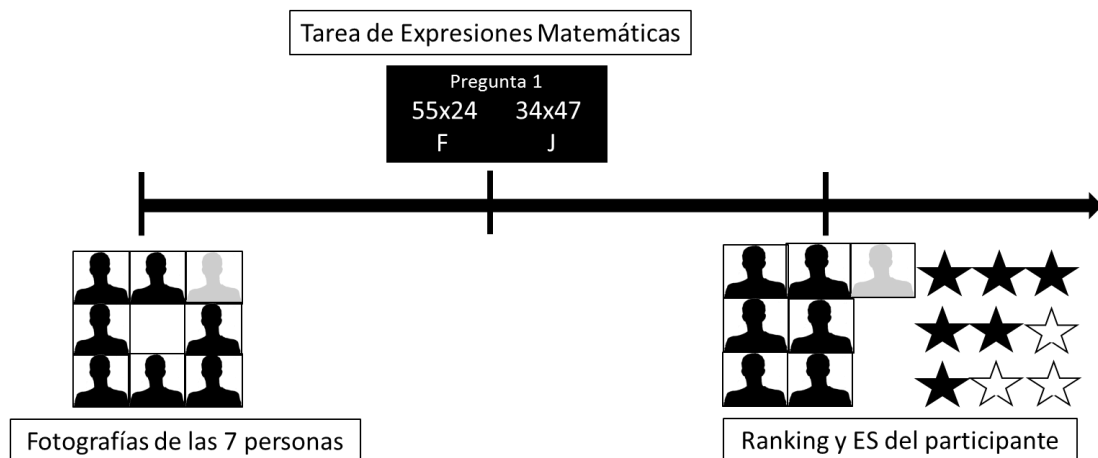 Tarea de Expresiones Matemáticas
Pregunta 1
55x24 34x47
F J
Fotografías de las 7 personas
Ranking y ES del participante